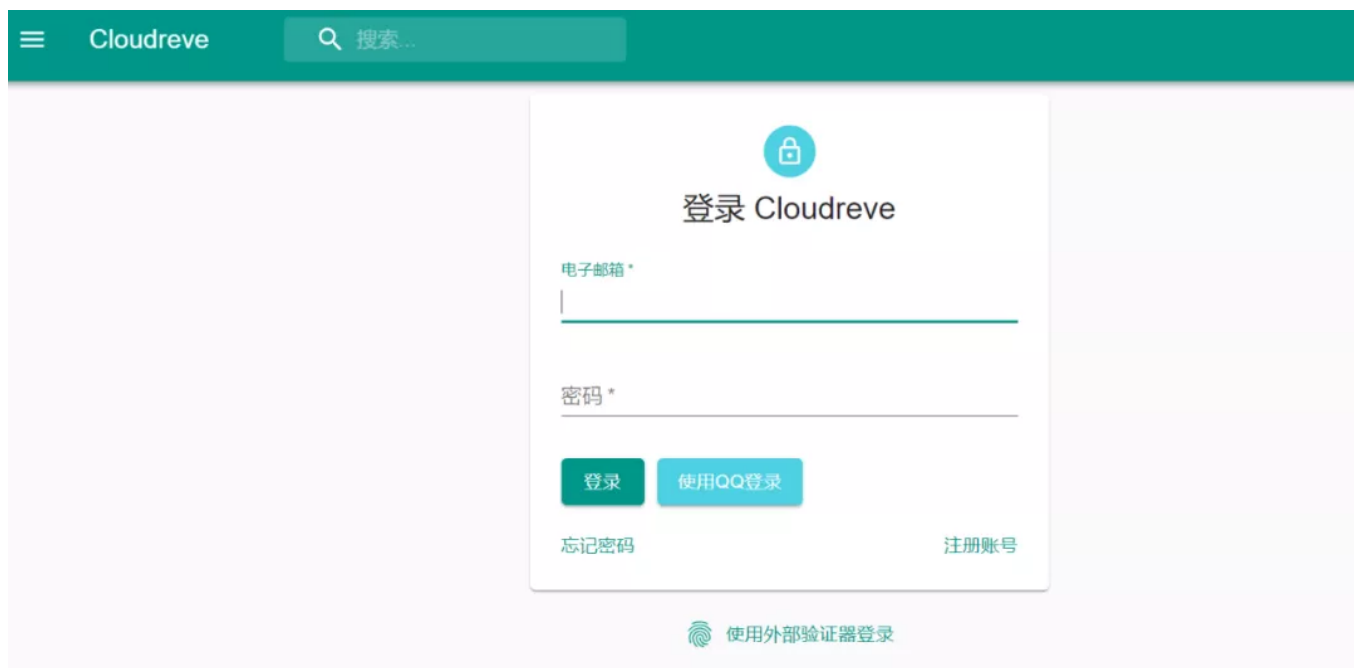 Cloudreve 搜索...
登录 Cloudreve
电子邮箱 *
密码 *
登录 使用QQ登录
忘记密码 注册账号
使用外部验证器登录